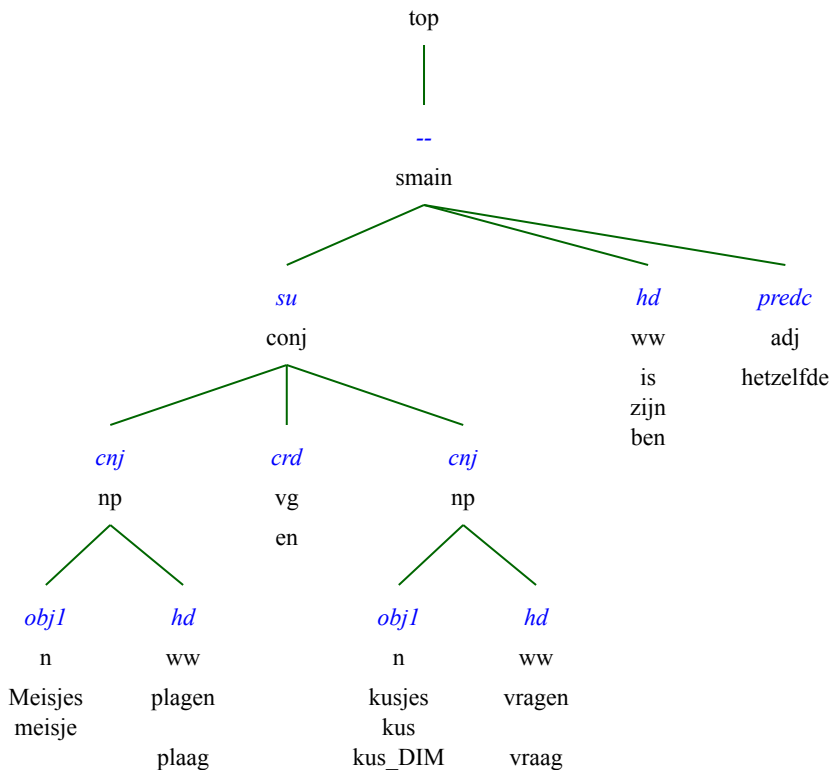 top
--
smain
su hd predc
conj ww adj
is hetzelfde
zijn
ben
cnj crd cnj
np vg np
en
obj1 hd obj1 hd
n ww n ww
Meisjes plagen kusjes vragen
meisje kus
plaag kus_DIM vraag